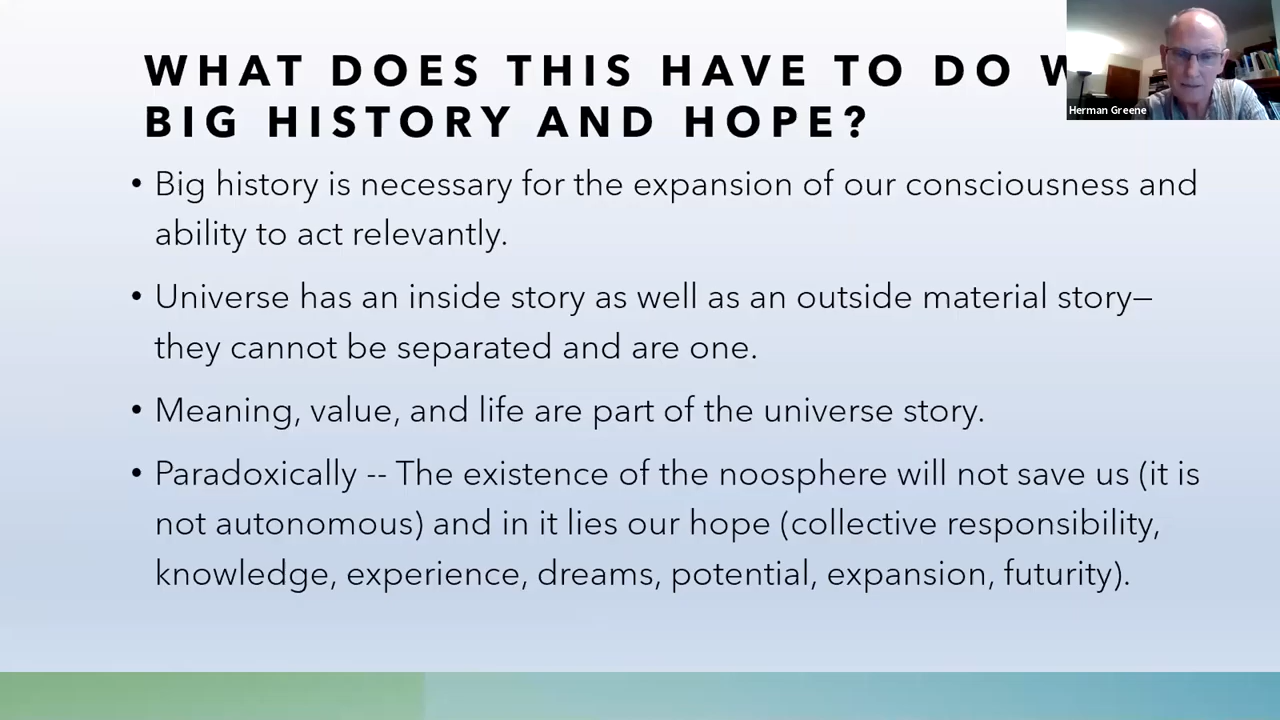 WHAT DOES THIS HAVE TO DO
BIG HISTORY AND HOPE?
Herman Greene
• Big history is necessary for the expansion of our consciousness and
ability to act relevantly.
• Universe has an inside story as well as an outside material story–
they cannot be separated and are one.
• Meaning, value, and life are part of the universe story.
• Paradoxically -- The existence of the noosphere will not save us (it is
not autonomous) and in it lies our hope (collective responsibility,
knowledge, experience, dreams, potential, expansion, futurity).